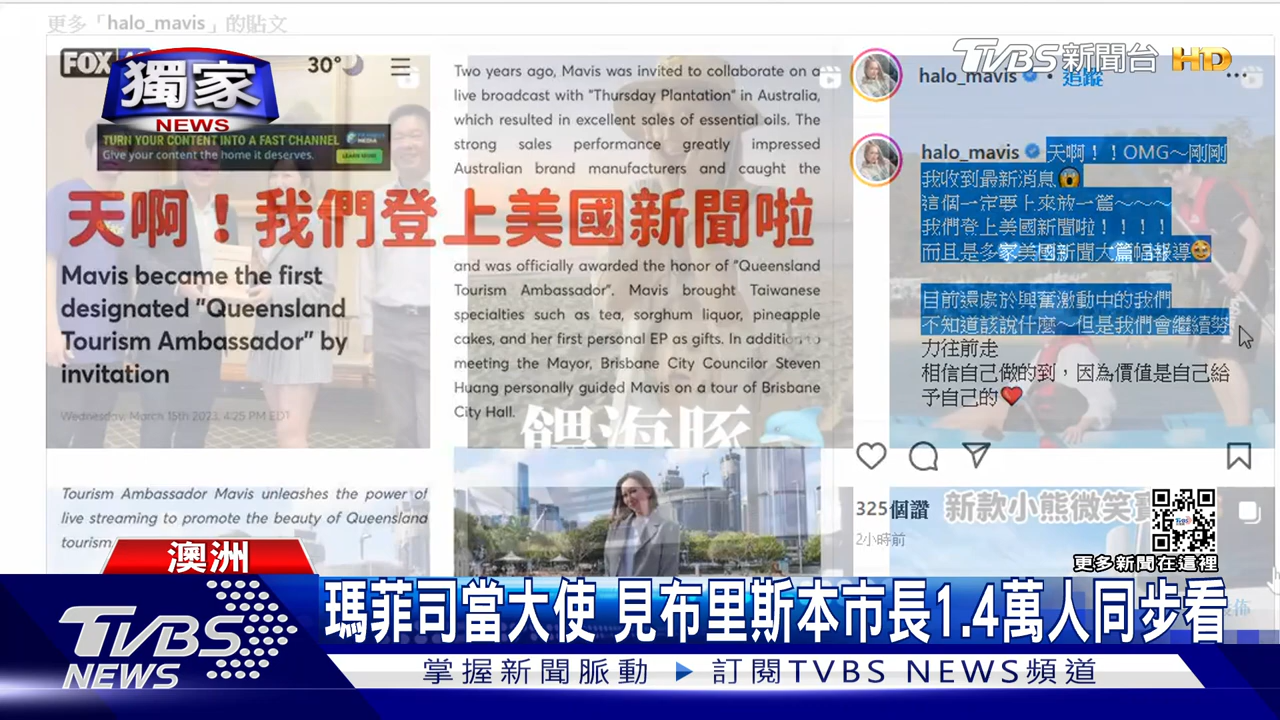 更多「halo_mavis」的貼文
FOX
30°
獨家
NEWS
TURN YOUR CONTENT INTO A FAST CHANNEL
Give your content the home it deserves.
LEARN MORE
天啊！我們登上美國新聞啦
Mavis became the first
designated "Queensland
Tourism Ambassador" by
invitation
Wednesday, March 15th 2023, 4:25 PM EDT
Tourism Ambassador Mavis unleashes the power of
live streaming to promote the beauty of Queensland
tourism
Two years ago, Mavis was invited to collaborate on a
live broadcast with "Thursday Plantation" in Australia,
which resulted in excellent sales of essential oils. The
strong sales performance greatly impressed
Australian brand manufacturers and caught the
and was officially awarded the honor of "Queensland
Tourism Ambassador". Mavis brought Taiwanese
specialties such as tea, sorghum liquor, pineapple
cakes, and her first personal EP as gifts. In addition to
meeting the Mayor, Brisbane City Councilor Steven
Huang personally guided Mavis on a tour of Brisbane
City Hall.
餵海豚
TVBS新聞台 HD
halo_mavis • 追蹤
halo_mavis 天啊！！OMG～剛剛
我收到最新消息😱
這個一定要上來放一篇～～～
我們登上美國新聞啦！！！！
而且是多家美國新聞大篇幅報導🥹
目前還處於興奮激動中的我們
不知道該說什麼～但是我們會繼續努
力往前走
相信自己做的到，因為價值是自己給
予自己的❤️
325個讚
2小時前
新款小熊微笑
更多新聞在這裡
澳洲
TVBS
NEWS
瑪菲司當大使 見布里斯本市長1.4萬人同步看
掌握新聞脈動 ▶ 訂閱TVBS NEWS頻道